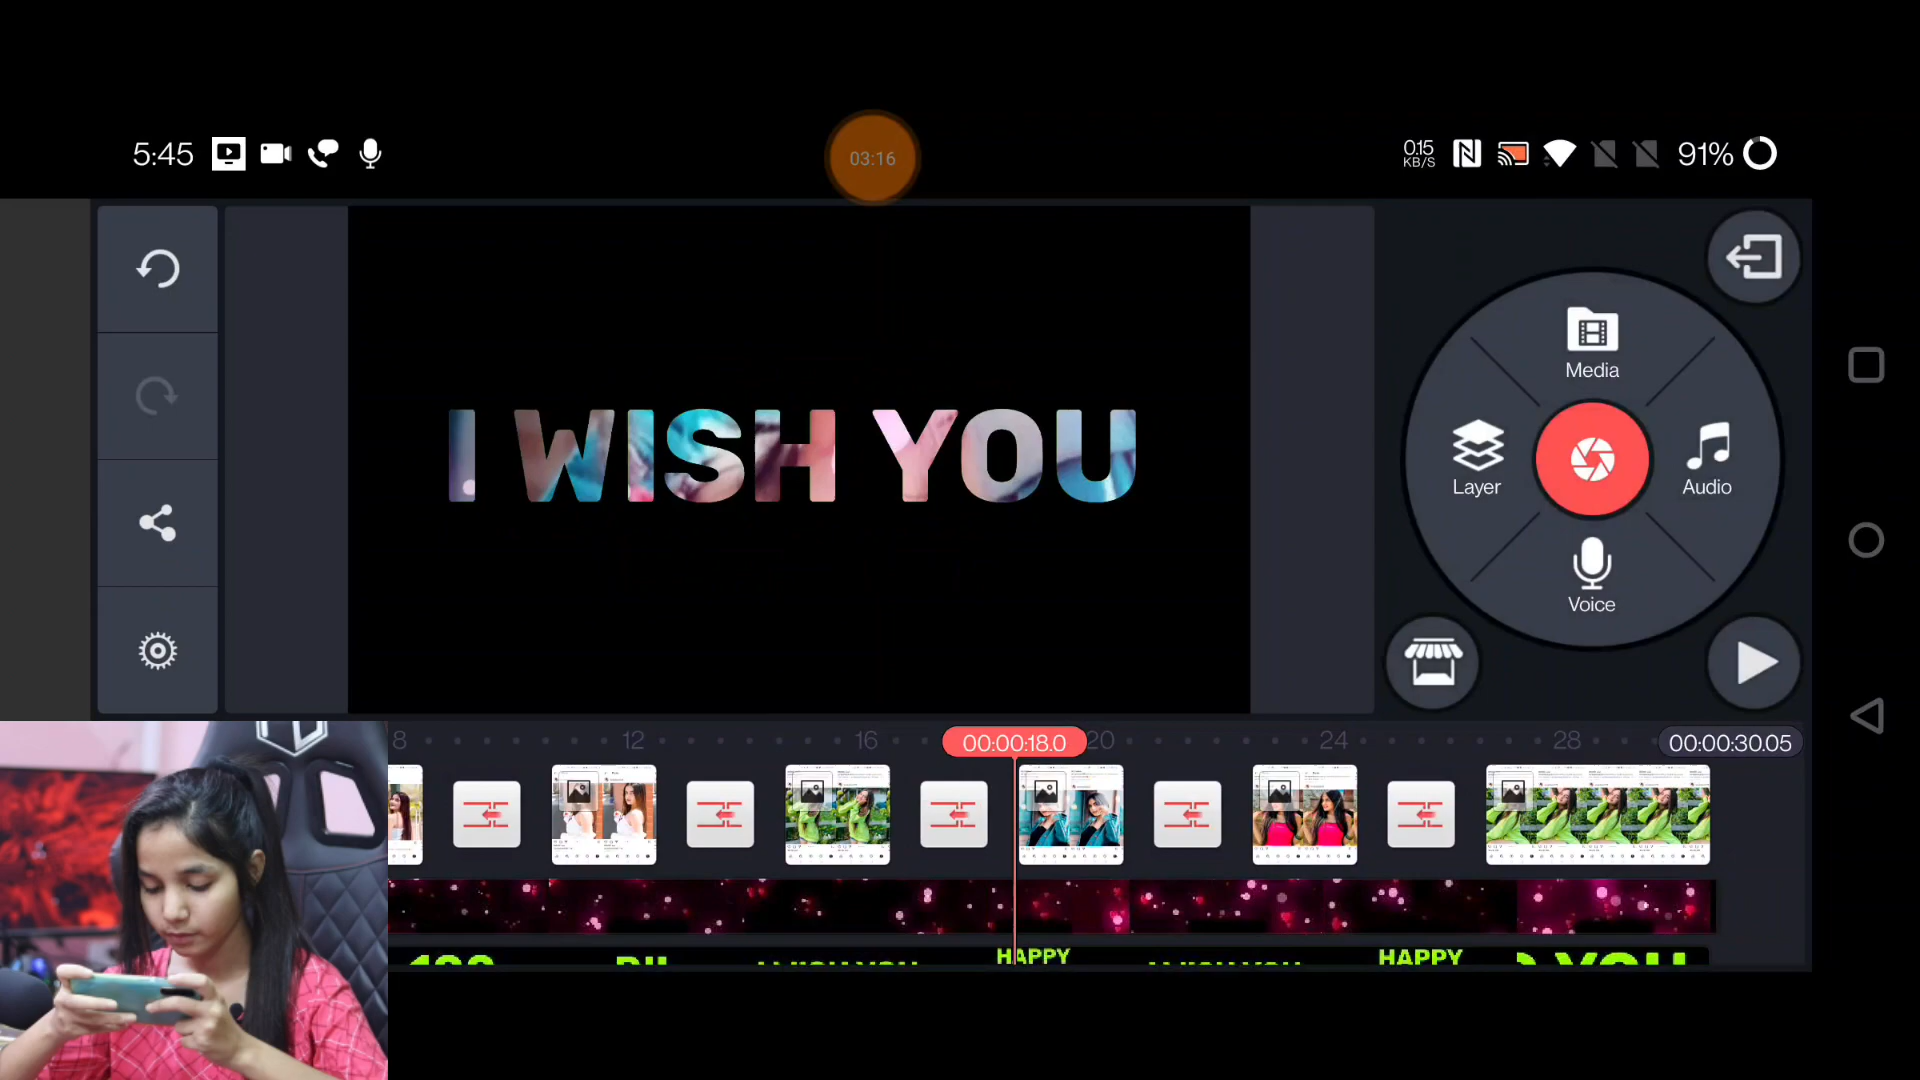 5:45
03:16
0.15
KB/S
91%
I WISH YOU
Media
Layer
Audio
Voice
8
12
16
00:00:18.0
20
24
28
00:00:30.05
HAPPY
HAPPY
YOU